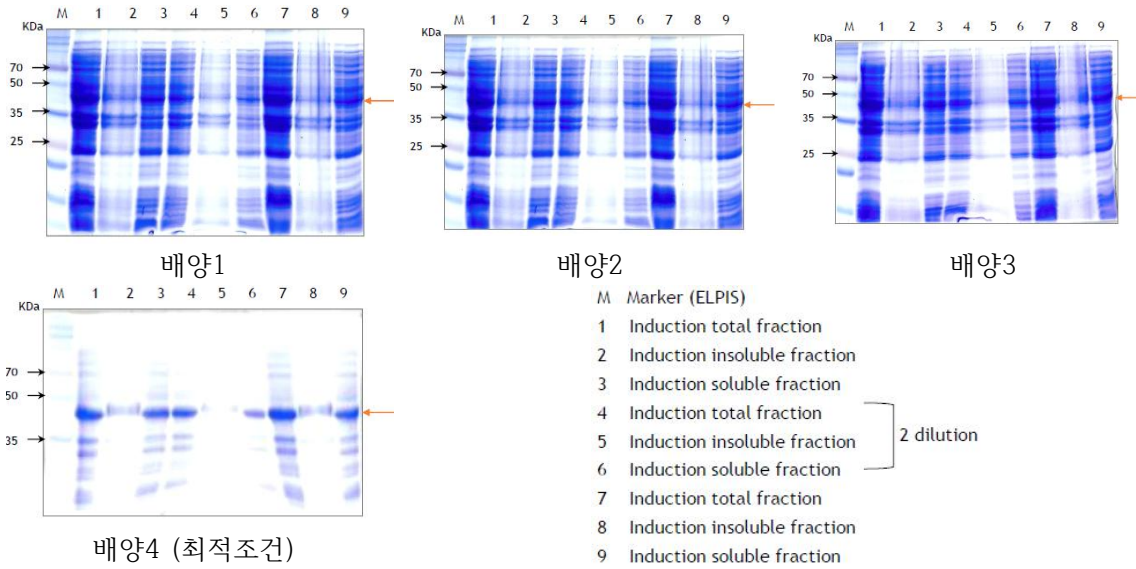 KDa M 1 2 3 4 5 6 7 8 9
70
50
35
25
배양1
KDa M 1 2 3 4 5 6 7 8 9
70
50
35
25
배양2
KDa M 1 2 3 4 5 6 7 8 9
70
50
35
25
배양3
KDa M 1 2 3 4 5 6 7 8 9
70
50
35
배양4 (최적조건)
M Marker (ELPIS)
1 Induction total fraction
2 Induction insoluble fraction
3 Induction soluble fraction
4 Induction total fraction
5 Induction insoluble fraction
6 Induction soluble fraction
2 dilution
7 Induction total fraction
8 Induction insoluble fraction
9 Induction soluble fraction